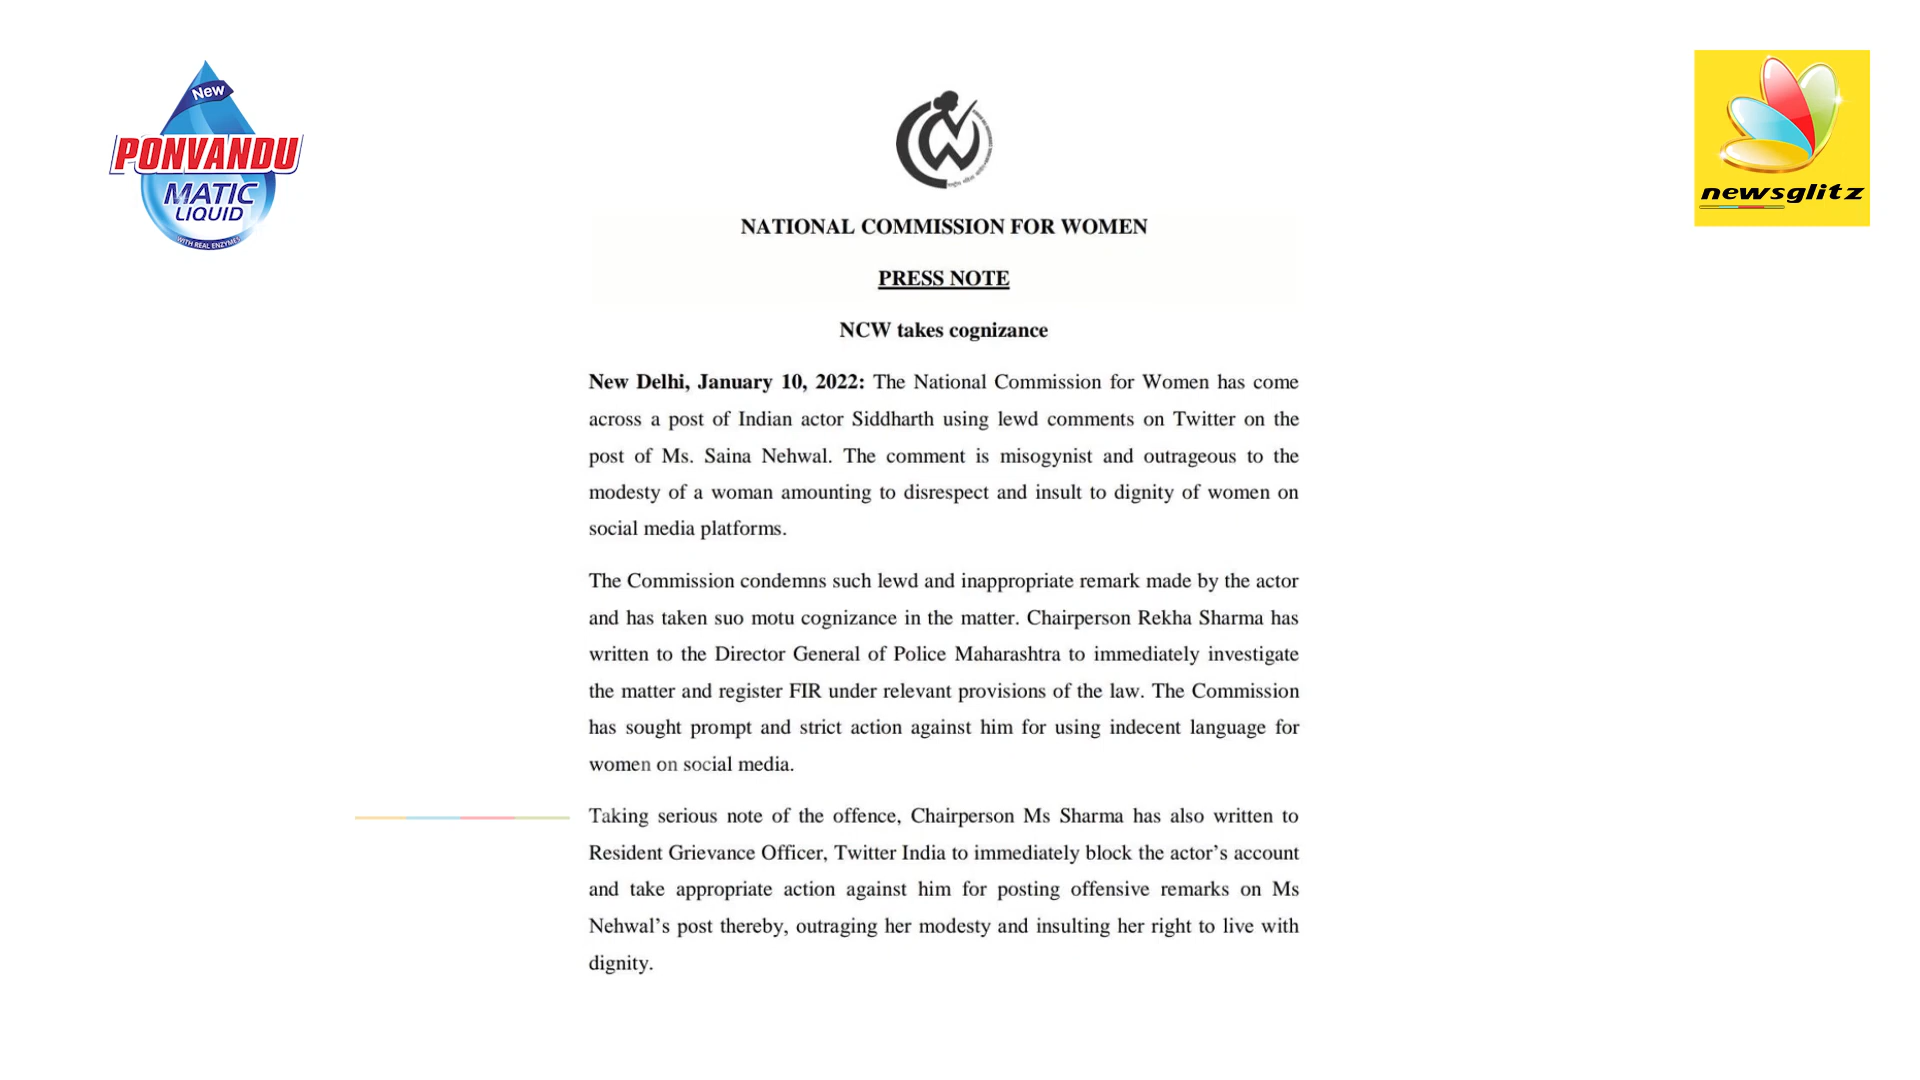 New
PONVANDU
MATIC
LIQUID
WITH REAL ENZYMES
newsglitz
NATIONAL COMMISSION FOR WOMEN
PRESS NOTE
NCW takes cognizance
New Delhi, January 10, 2022: The National Commission for Women has come
across a post of Indian actor Siddharth using lewd comments on Twitter on the
post of Ms. Saina Nehwal. The comment is misogynist and outrageous to the
modesty of a woman amounting to disrespect and insult to dignity of women on
social media platforms.
The Commission condemns such lewd and inappropriate remark made by the actor
and has taken suo motu cognizance in the matter. Chairperson Rekha Sharma has
written to the Director General of Police Maharashtra to immediately investigate
the matter and register FIR under relevant provisions of the law. The Commission
has sought prompt and strict action against him for using indecent language for
women on social media.
Taking serious note of the offence, Chairperson Ms Sharma has also written to
Resident Grievance Officer, Twitter India to immediately block the actor’s account
and take appropriate action against him for posting offensive remarks on Ms
Nehwal’s post thereby, outraging her modesty and insulting her right to live with
dignity.